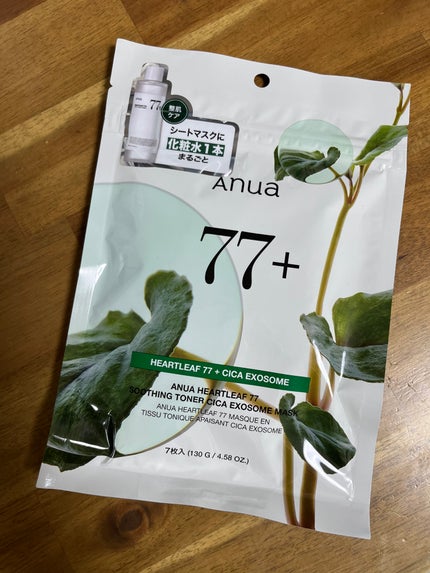 77
整肌
ケア
シートマスクに
化粧水1本
まるごと
Anua
77+
HEARTLEAF 77 + CICA EXOSOME
ANUA HEARTLEAF 77
SOOTHING TONER CICA EXOSOME MASK
ANUA HEARTLEAF 77 MASQUE EN
TISSU TONIQUE APAISANT CICA EXOSOME
7枚入 (130 G / 4.58 OZ.)